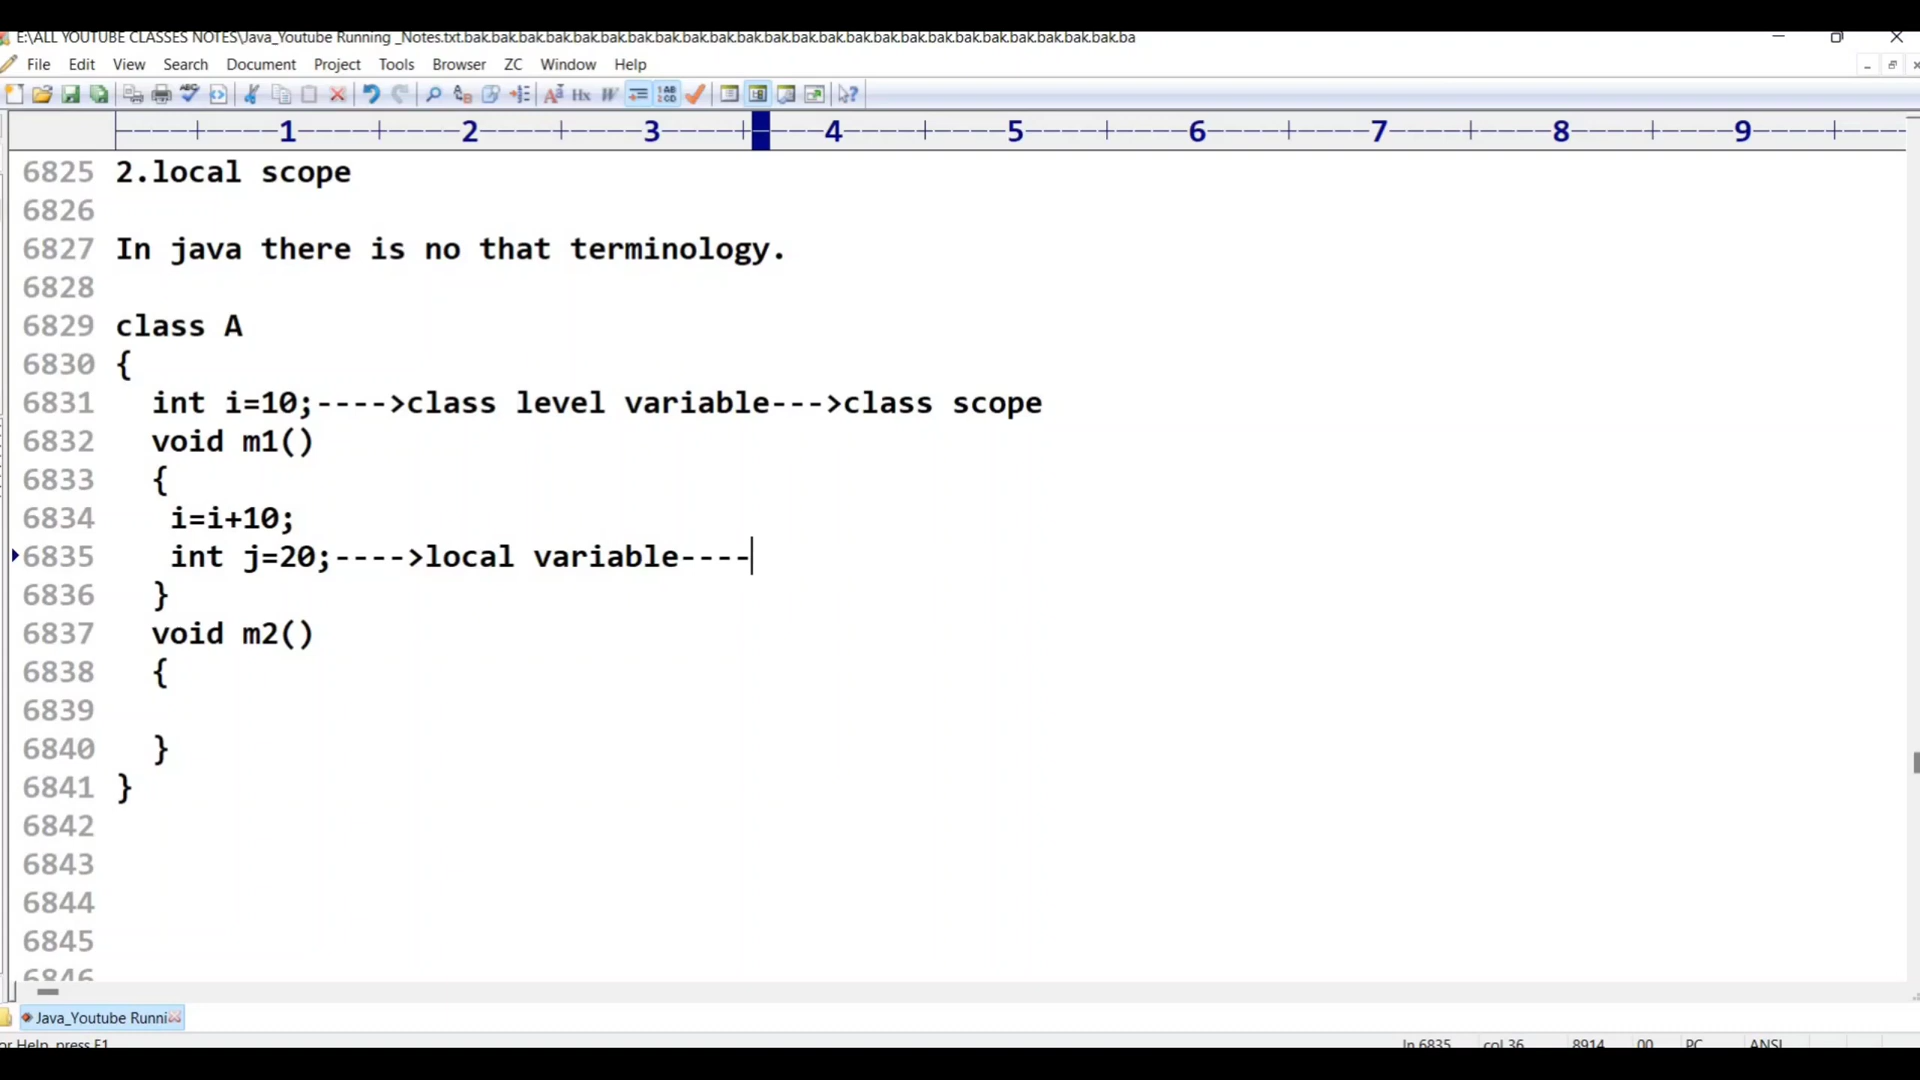 E:\ALL YOUTUBE CLASSES NOTES\Java_Youtube Running _Notes.txt.bak.bak.bak.bak.bak.bak.bak.bak.bak.bak.bak.bak.bak.bak.bak.bak.bak.bak.bak.bak.bak.bak.bak.bak.ba
File Edit View Search Document Project Tools Browser ZC Window Help
1 2 3 4 5 6 7 8 9
6825 2.local scope
6826
6827 In java there is no that terminology.
6828
6829 class A
6830 {
6831 int i=10;---->class level variable--->class scope
6832 void m1()
6833 {
6834 i=i+10;
6835 int j=20;---->local variable----
6836 }
6837 void m2()
6838 {
6839
6840 }
6841 }
6842
6843
6844
6845
6846
Java_Youtube Runni
or Help, press F1 ln 6835 col 36 8914 00 PC ANSI